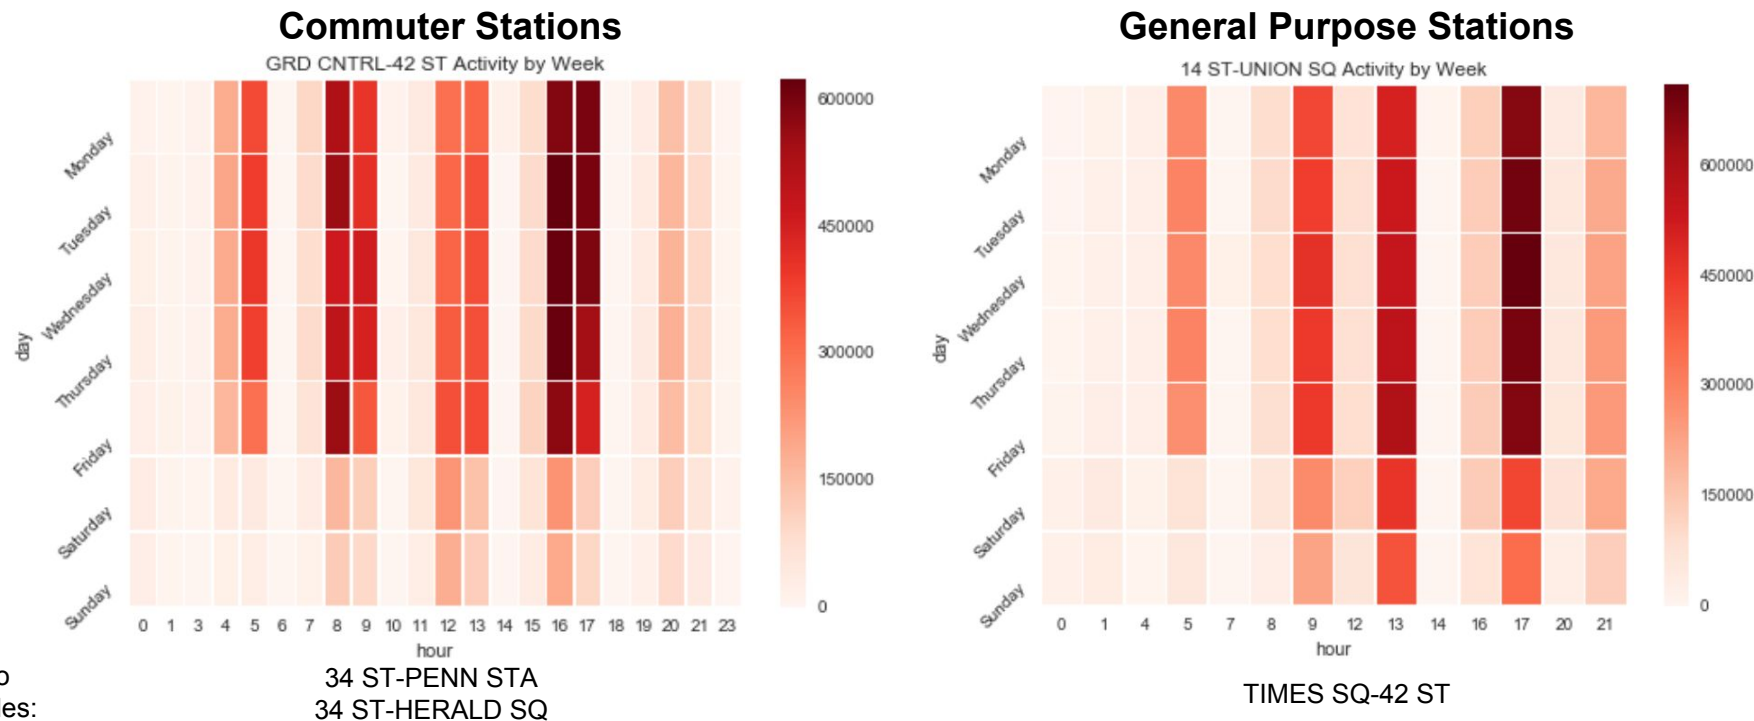 Commuter Stations
GRD CNTRL-42 ST Activity by Week
600000
450000
300000
150000
0
Monday
Tuesday
Wednesday
Thursday
Friday
Saturday
Sunday
day
0 1 3 4 5 6 7 8 9 10 11 12 13 14 15 16 17 18 19 20 21 23
hour
o
les:
34 ST-PENN STA
34 ST-HERALD SQ
General Purpose Stations
14 ST-UNION SQ Activity by Week
600000
450000
300000
150000
0
Monday
Tuesday
Wednesday
Thursday
Friday
Saturday
Sunday
day
0 1 4 5 7 8 9 12 13 14 16 17 20 21
hour
TIMES SQ-42 ST